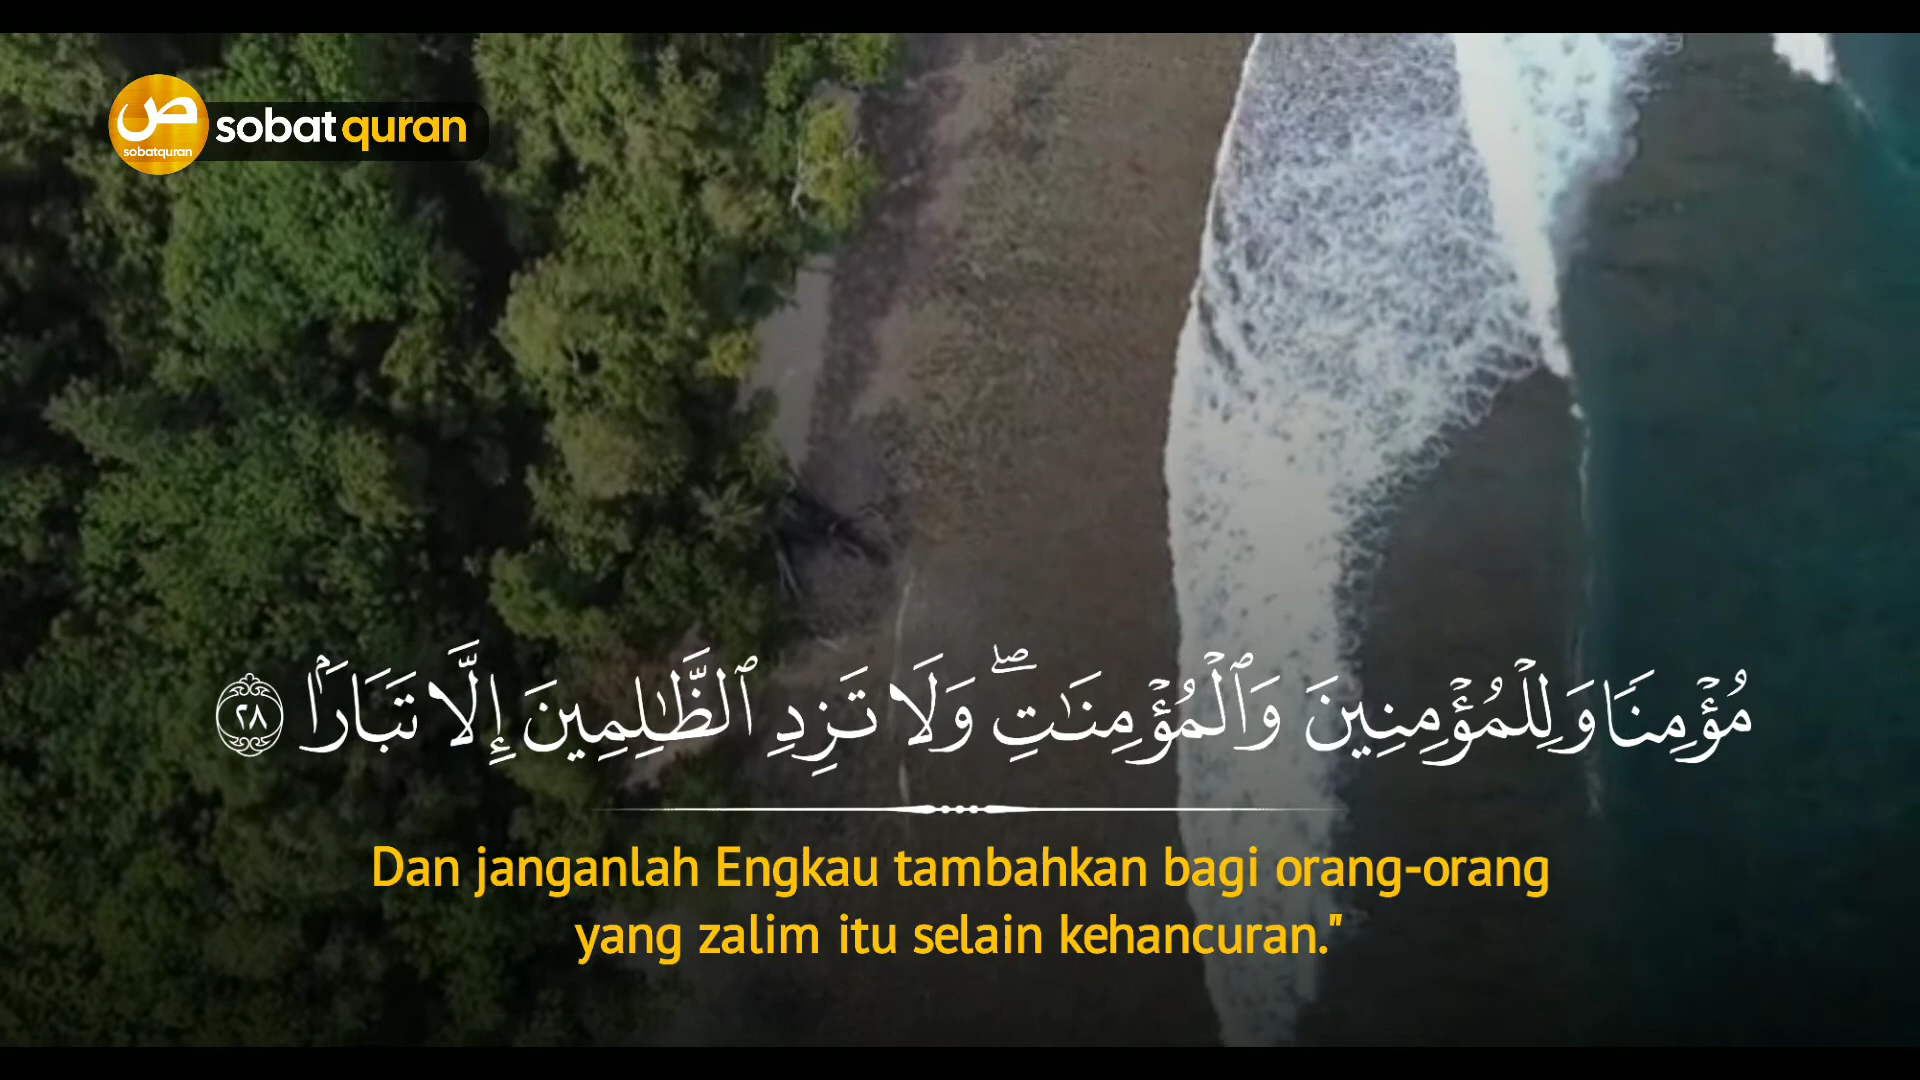 ص
sobatquran
sobat quran
مُؤۡمِنٗا وَلِلۡمُؤۡمِنِينَ وَٱلۡمُؤۡمِنَٰتِۖ وَلَا تَزِدِ ٱلظَّٰلِمِينَ إِلَّا تَبَارَۢا ٢٨
Dan janganlah Engkau tambahkan bagi orang-orang
yang zalim itu selain kehancuran."